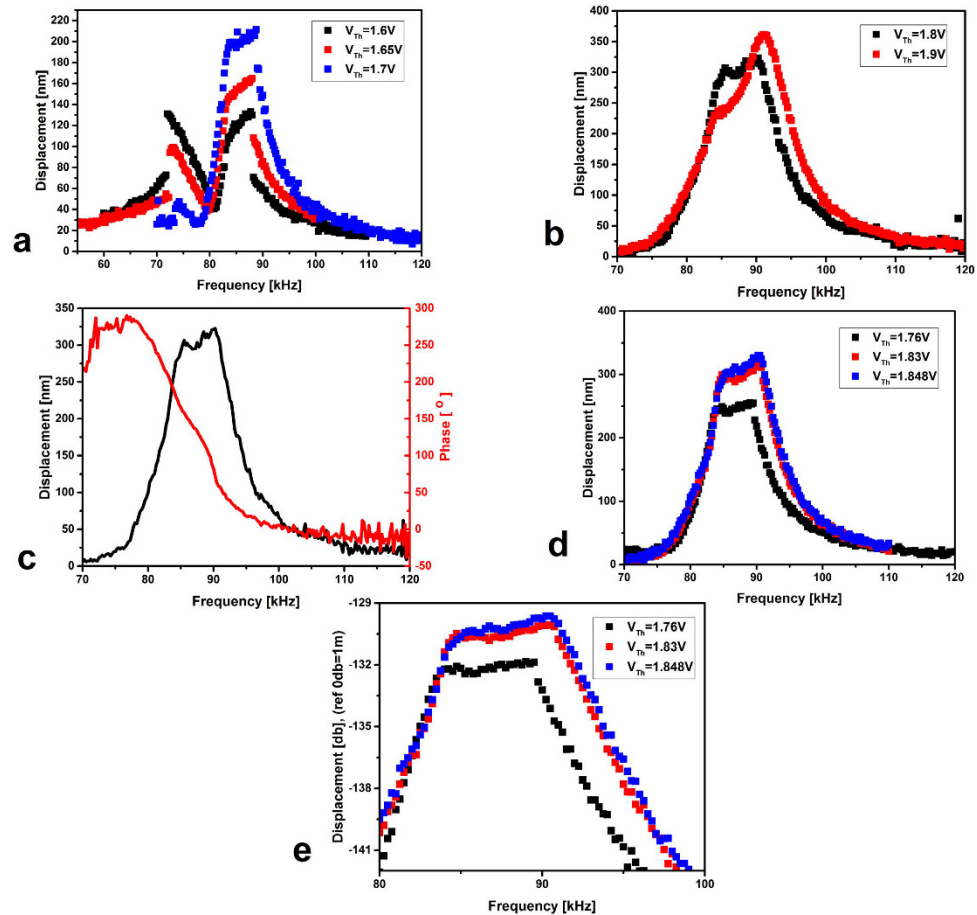 220
210
200
180
160
140
120
100
80
60
40
20
0
Displacement [nm]
V_Th=1.6V
V_Th=1.65V
V_Th=1.7V
60 70 80 90 100 110 120
Frequency [kHz]
a
400
350
300
250
200
150
100
50
0
Displacement [nm]
V_Th=1.8V
V_Th=1.9V
70 80 90 100 110 120
Frequency [kHz]
b
350
300
250
200
150
100
50
0
Displacement [nm]
300
250
200
150
100
50
0
-50
Phase [°]
70 80 90 100 110 120
Frequency [kHz]
c
400
300
200
100
0
Displacement [nm]
V_Th=1.76V
V_Th=1.83V
V_Th=1.848V
70 80 90 100 110 120
Frequency [kHz]
d
-129
-132
-135
-138
-141
Displacement [db], (ref 0db=1m)
V_Th=1.76V
V_Th=1.83V
V_Th=1.848V
80 90 100
Frequency [kHz]
e